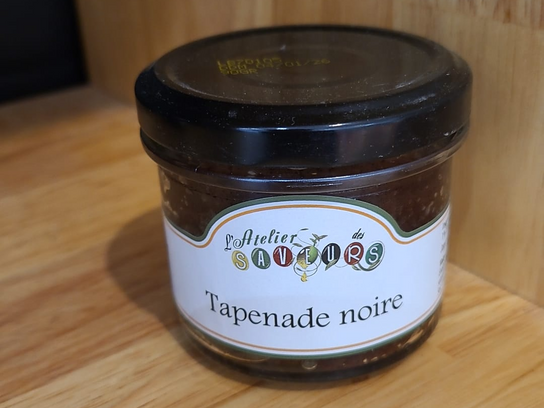 L'Atelier des
SAVEURS
Tapenade noire